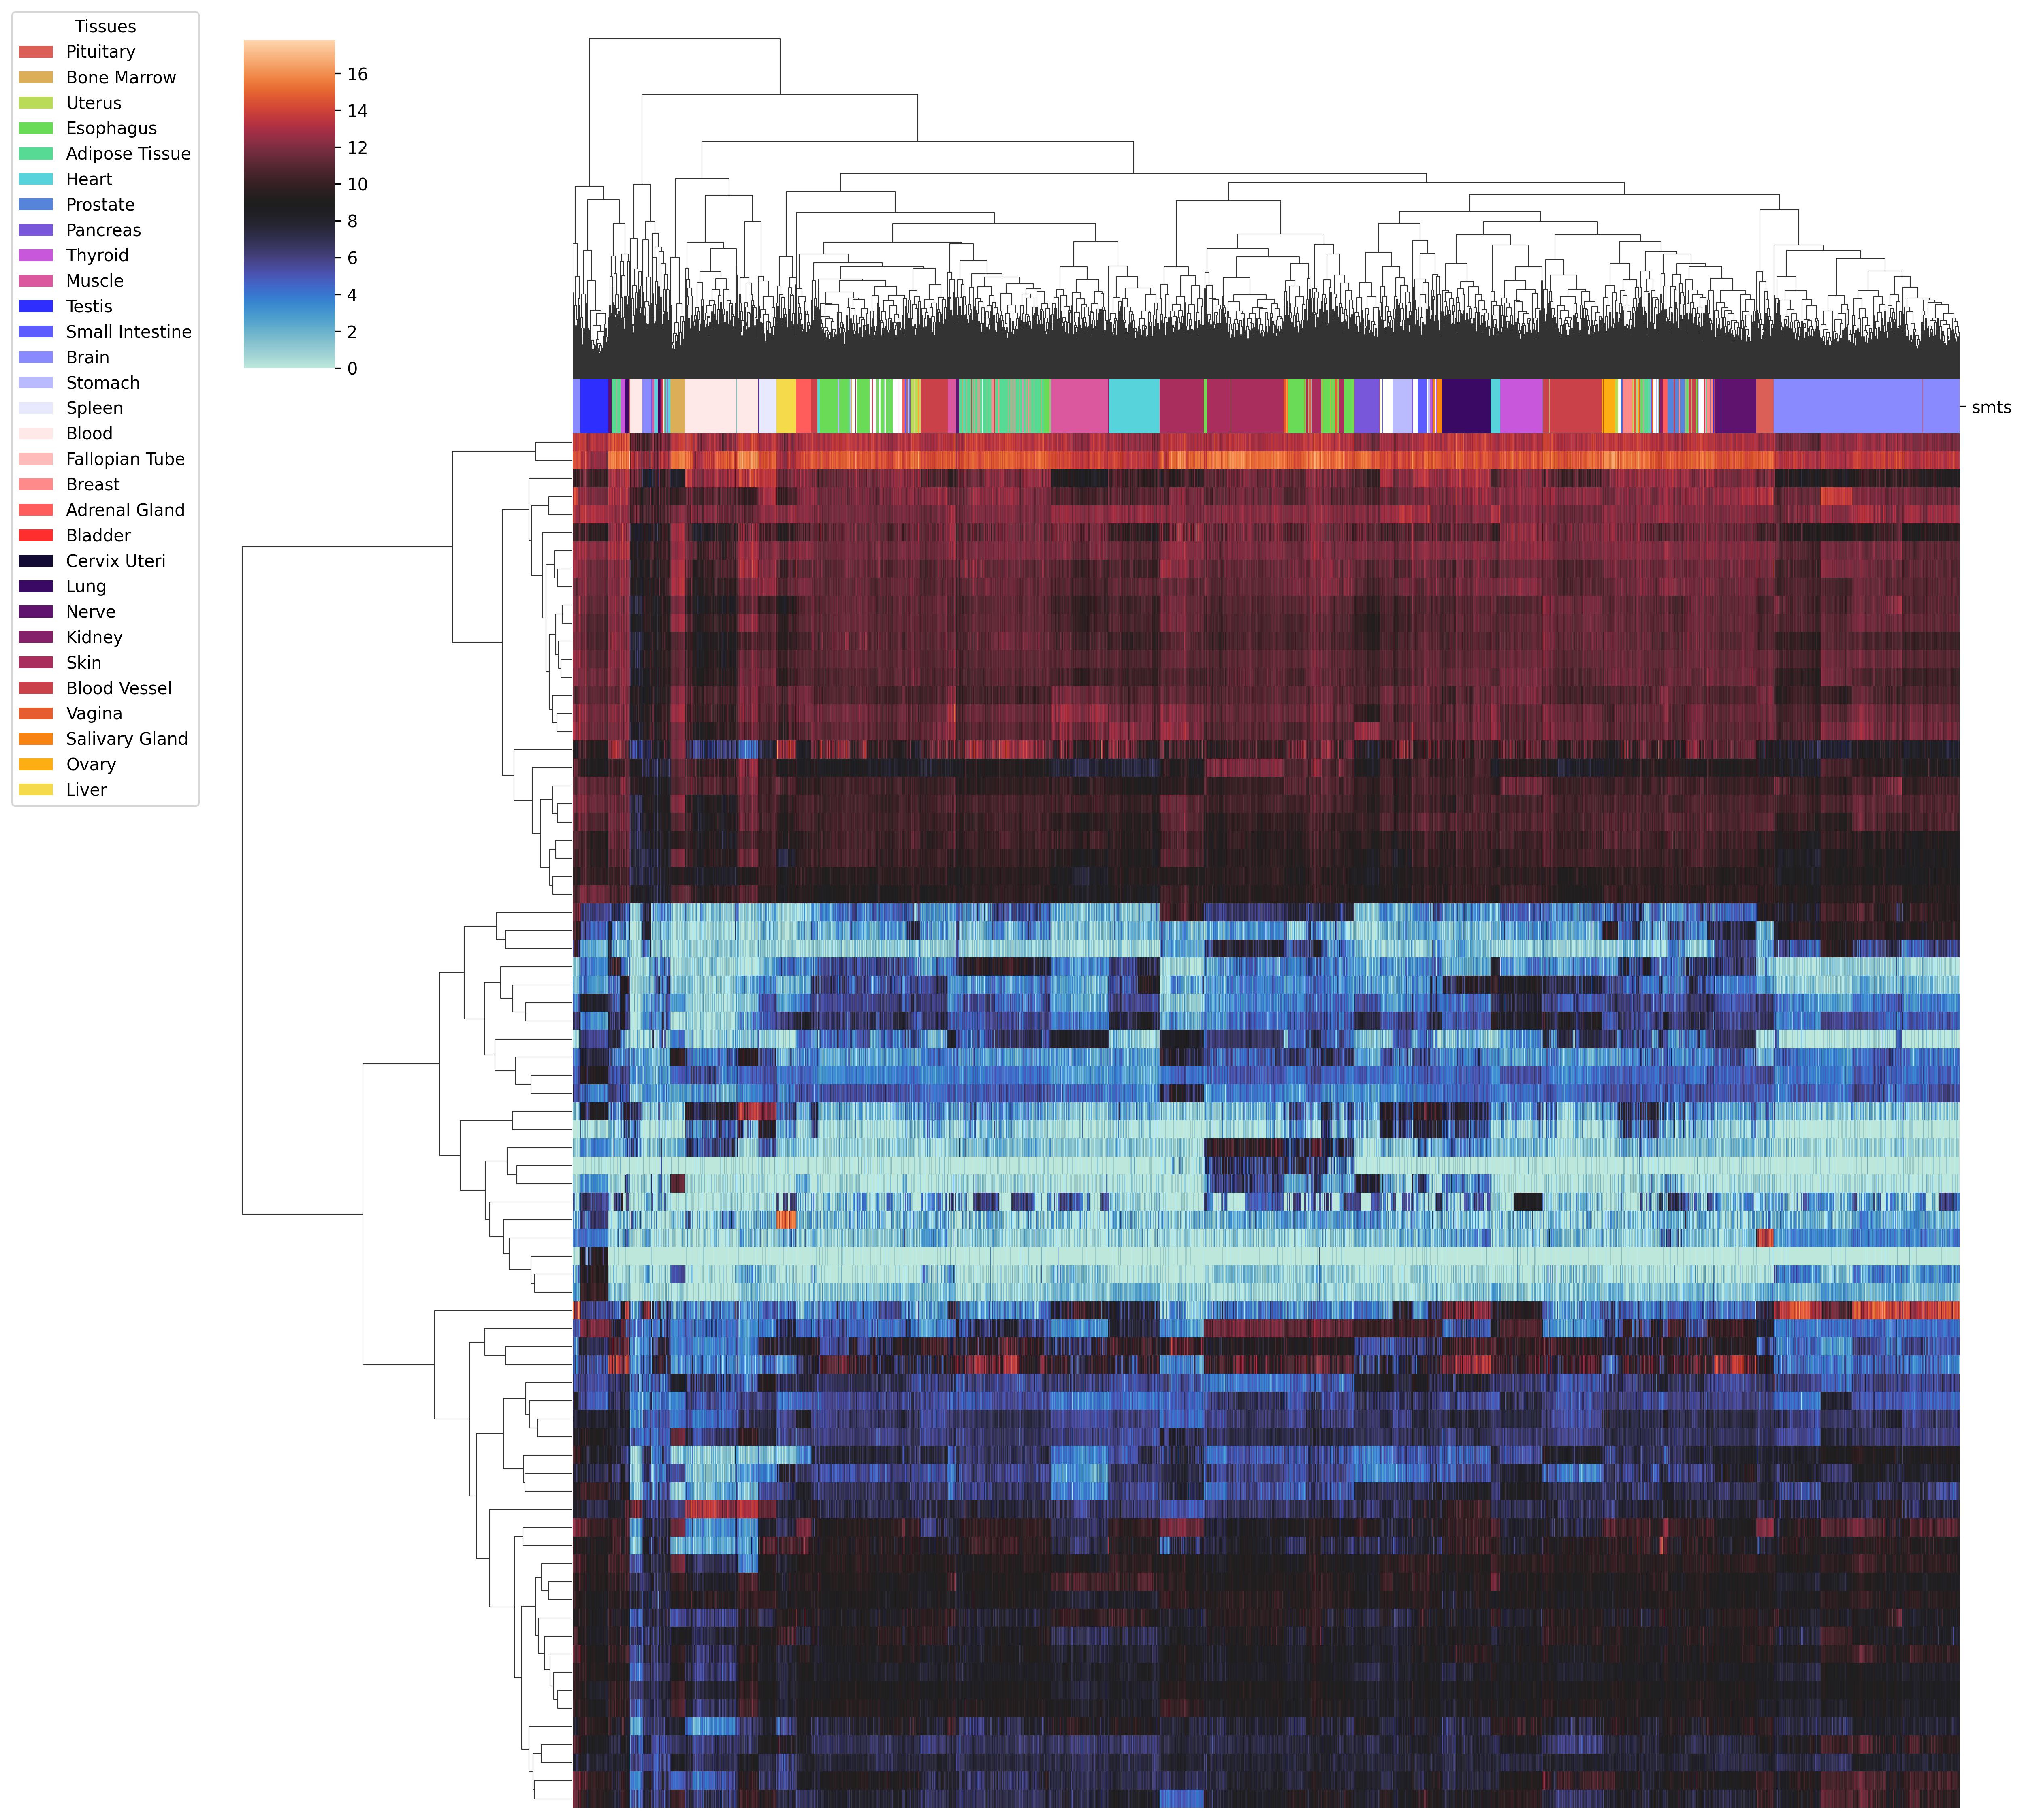 Tissues
Pituitary
Bone Marrow
Uterus
Esophagus
Adipose Tissue
Heart
Prostate
Pancreas
Thyroid
Muscle
Testis
Small Intestine
Brain
Stomach
Spleen
Blood
Fallopian Tube
Breast
Adrenal Gland
Bladder
Cervix Uteri
Lung
Nerve
Kidney
Skin
Blood Vessel
Vagina
Salivary Gland
Ovary
Liver
16
14
12
10
8
6
4
2
0
smts